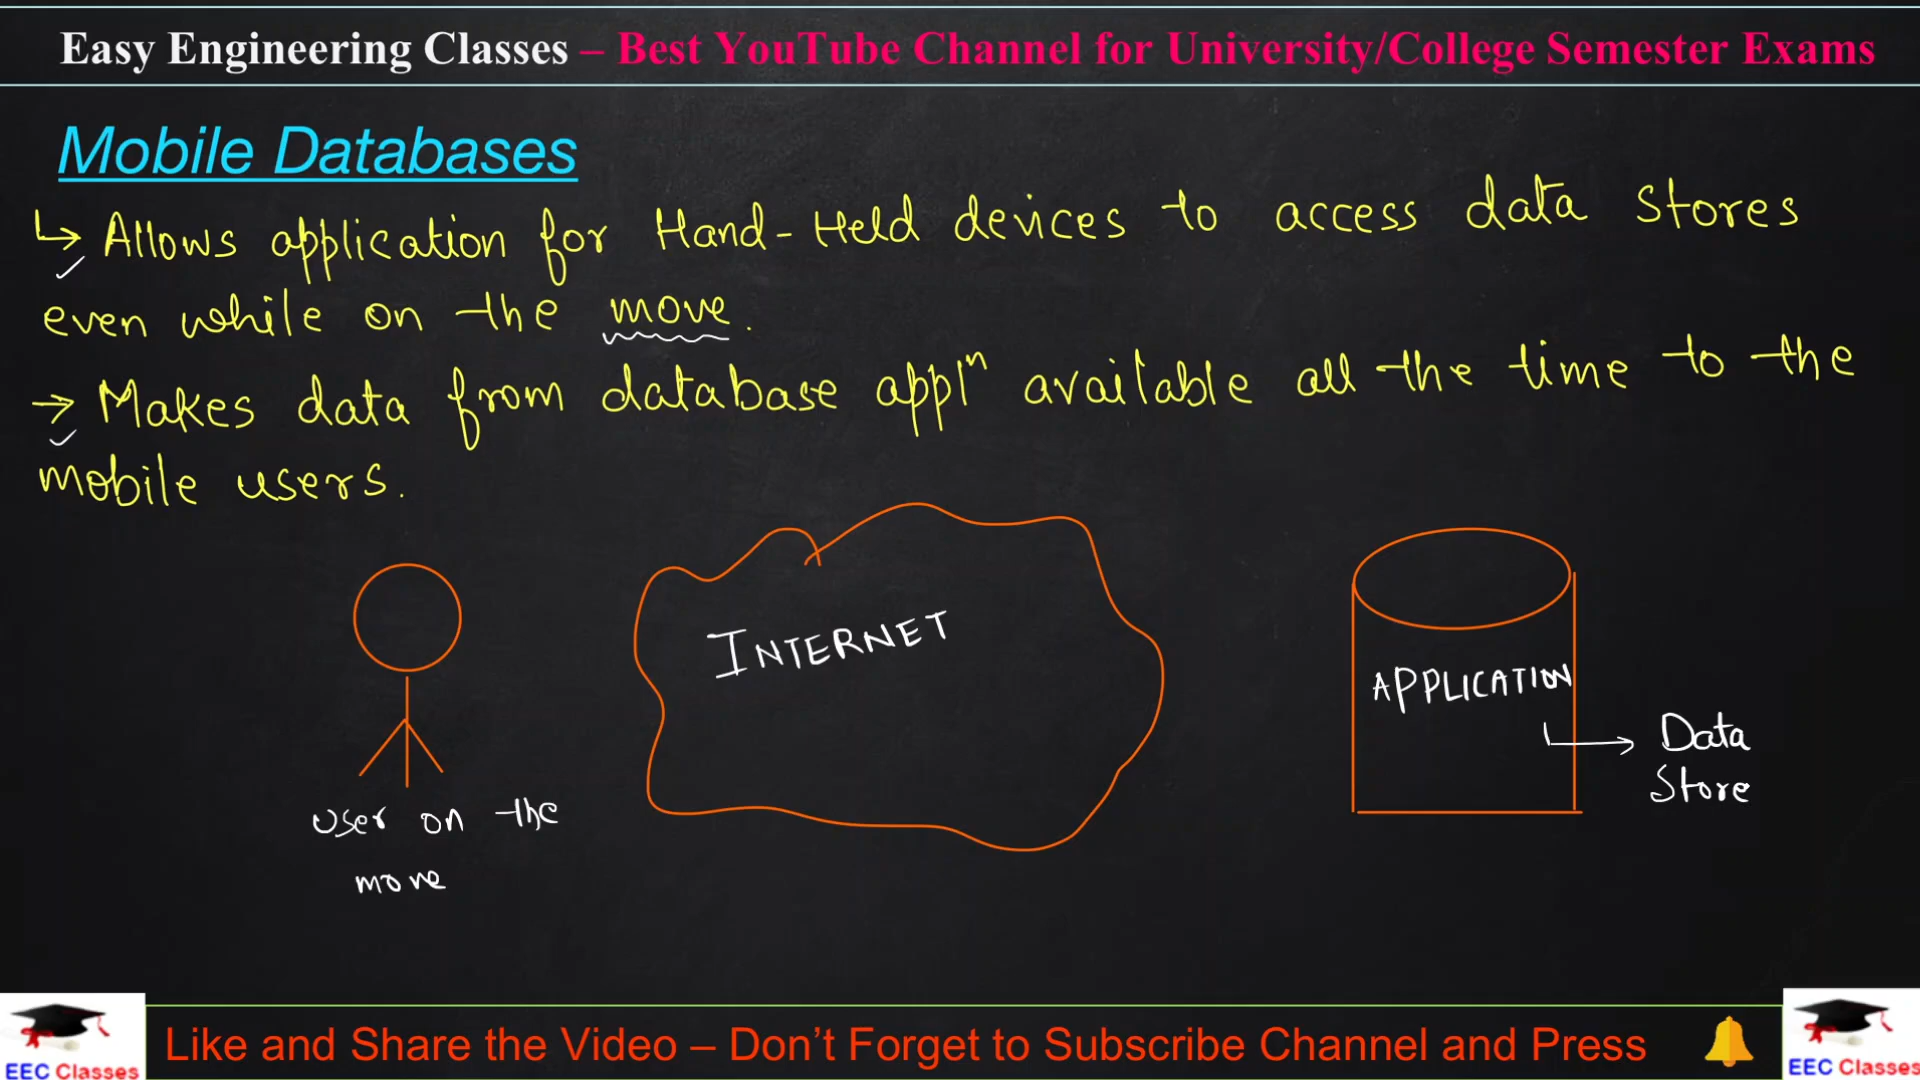 Easy Engineering Classes – Best YouTube Channel for University/College Semester Exams
Mobile Databases
Allows application for Hand-Held devices to access data stores
even while on the move.
→ Makes data from database applⁿ available all the time to the
mobile users.
INTERNET
APPLICATION
→ Data
Store
User on the
move
Like and Share the Video – Don’t Forget to Subscribe Channel and Press
EEC Classes
EEC Classes